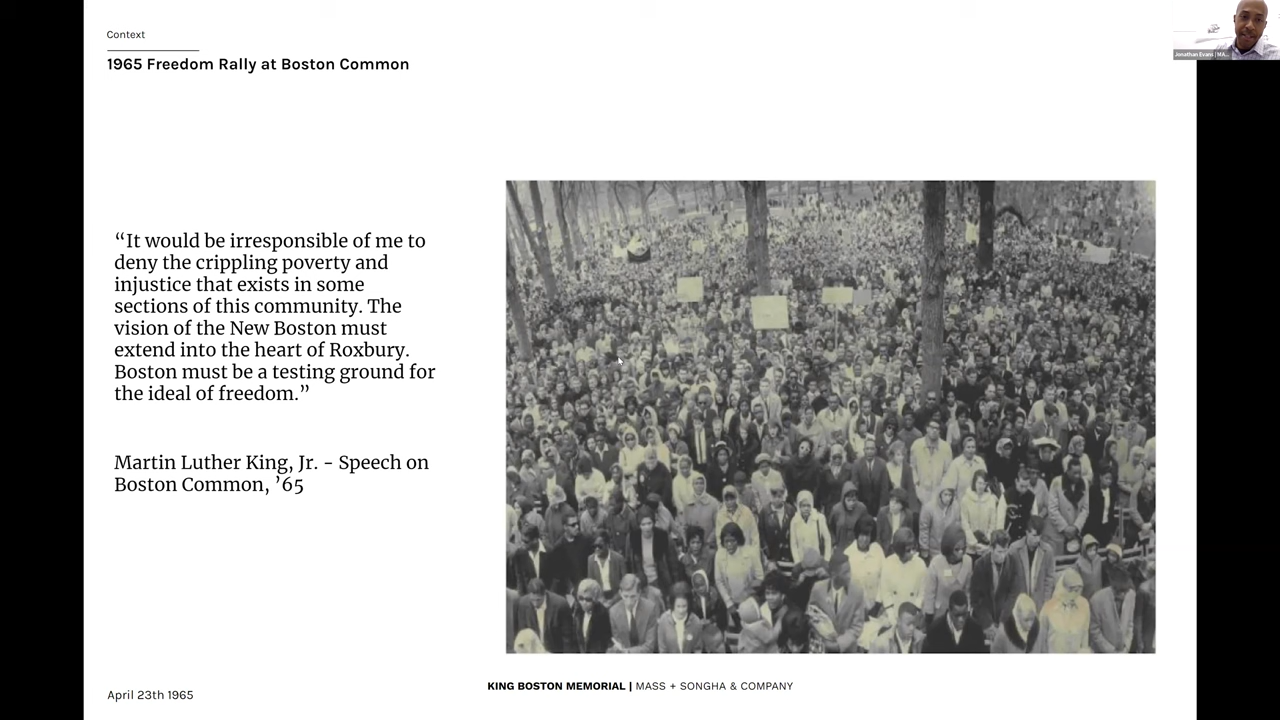 Context
1965 Freedom Rally at Boston Common
“It would be irresponsible of me to
deny the crippling poverty and
injustice that exists in some
sections of this community. The
vision of the New Boston must
extend into the heart of Roxbury.
Boston must be a testing ground for
the ideal of freedom.”
Martin Luther King, Jr. - Speech on
Boston Common, ’65
April 23th 1965
KING BOSTON MEMORIAL | MASS + SONGHA & COMPANY
Jonathan Evans | MA...